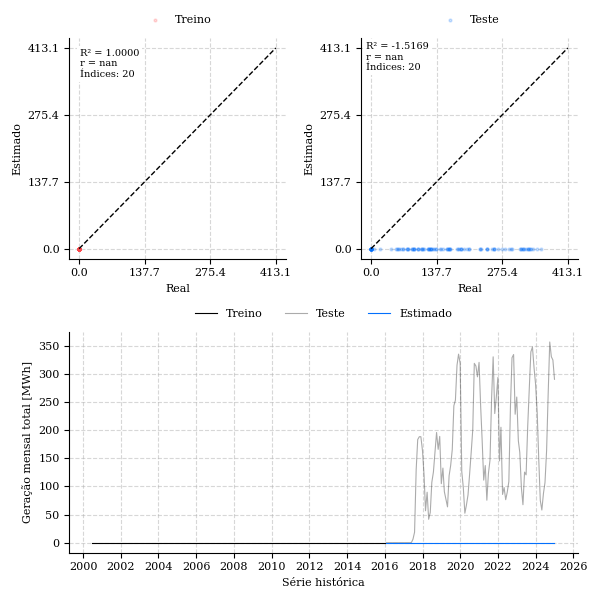 Treino
R² = 1.0000
r = nan
Índices: 20
413.1
275.4
137.7
0.0
Estimado
0.0 137.7 275.4 413.1
Real
Teste
R² = -1.5169
r = nan
Índices: 20
413.1
275.4
137.7
0.0
Estimado
0.0 137.7 275.4 413.1
Real
Treino Teste Estimado
350
300
250
200
150
100
50
0
Geração mensal total [MWh]
2000 2002 2004 2006 2008 2010 2012 2014 2016 2018 2020 2022 2024 2026
Série histórica